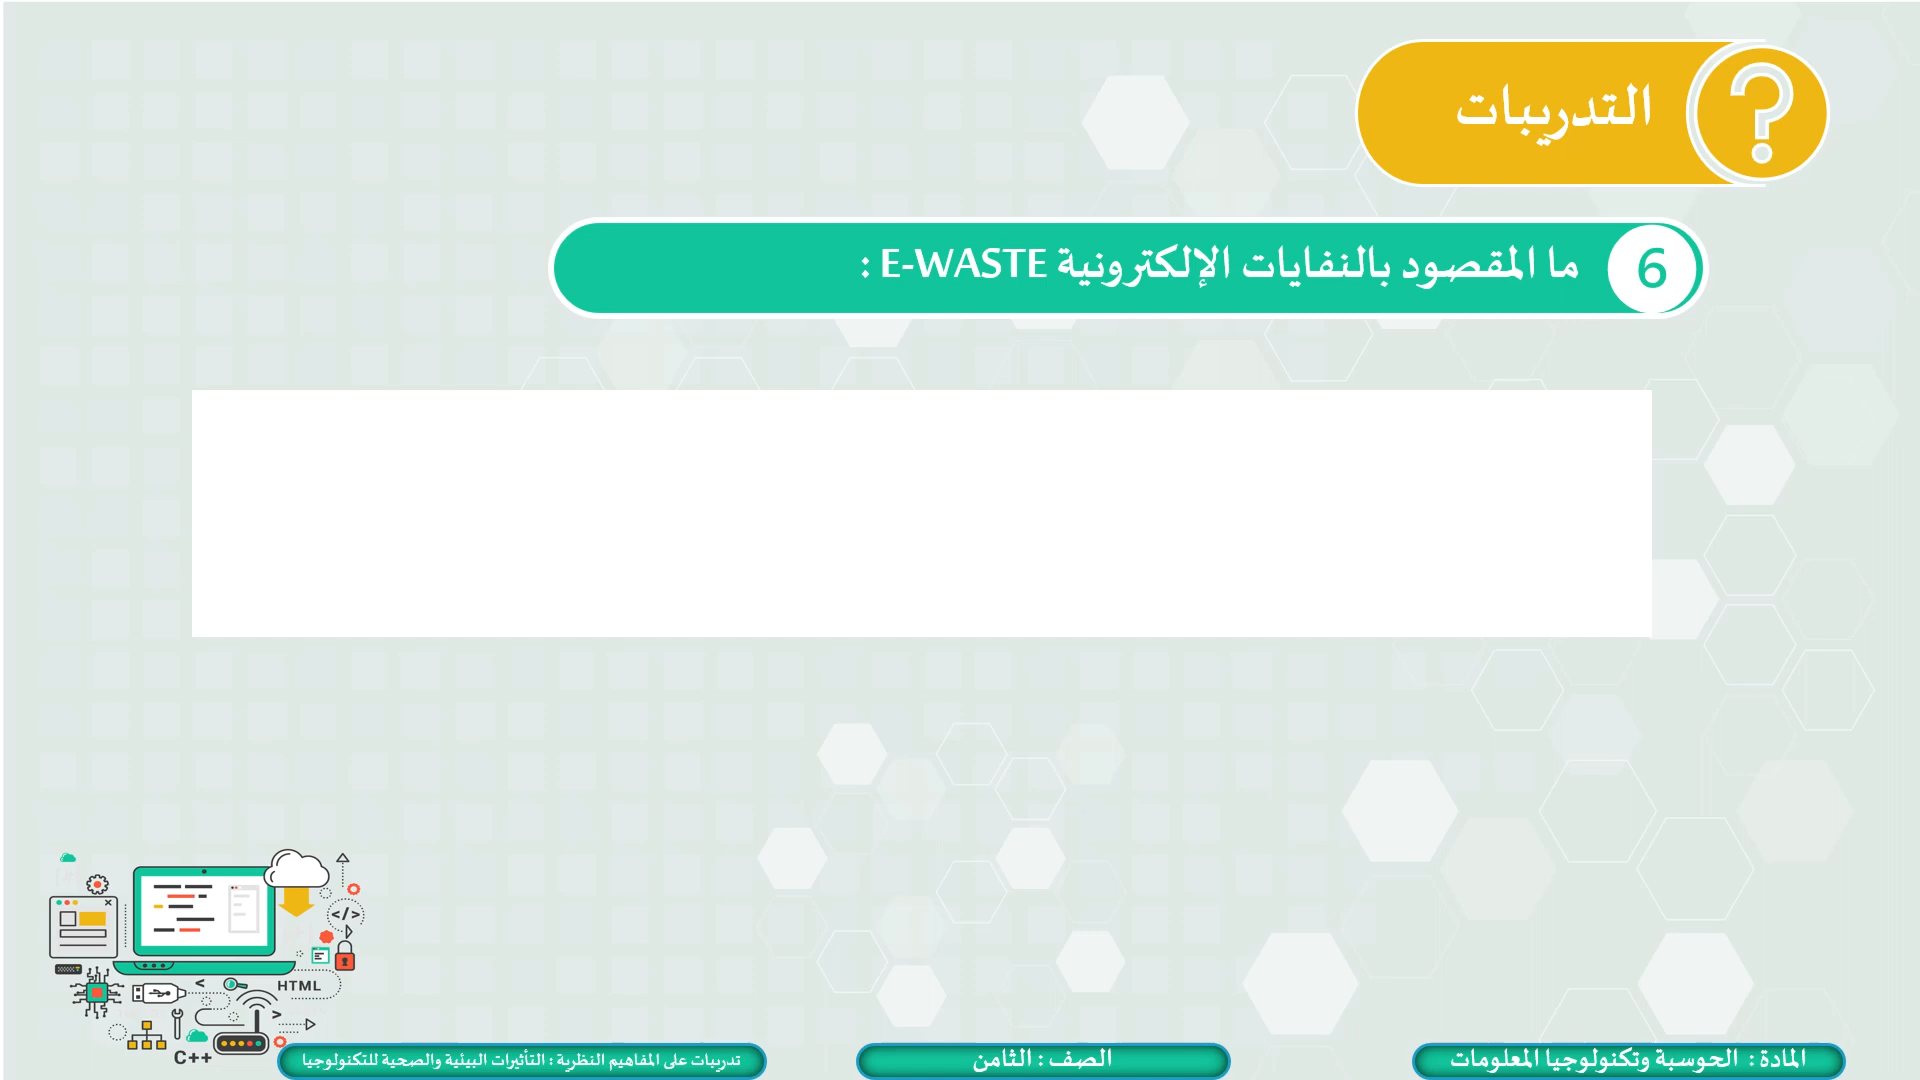 التدريبات
6
ما المقصود بالنفايات الإلكترونية E-WASTE :
</>
HTML
C++
المادة : الحوسبة وتكنولوجيا المعلومات
الصف : الثامن
تدريبات على المفاهيم النظرية : التأثيرات البيئية والصحية للتكنولوجيا